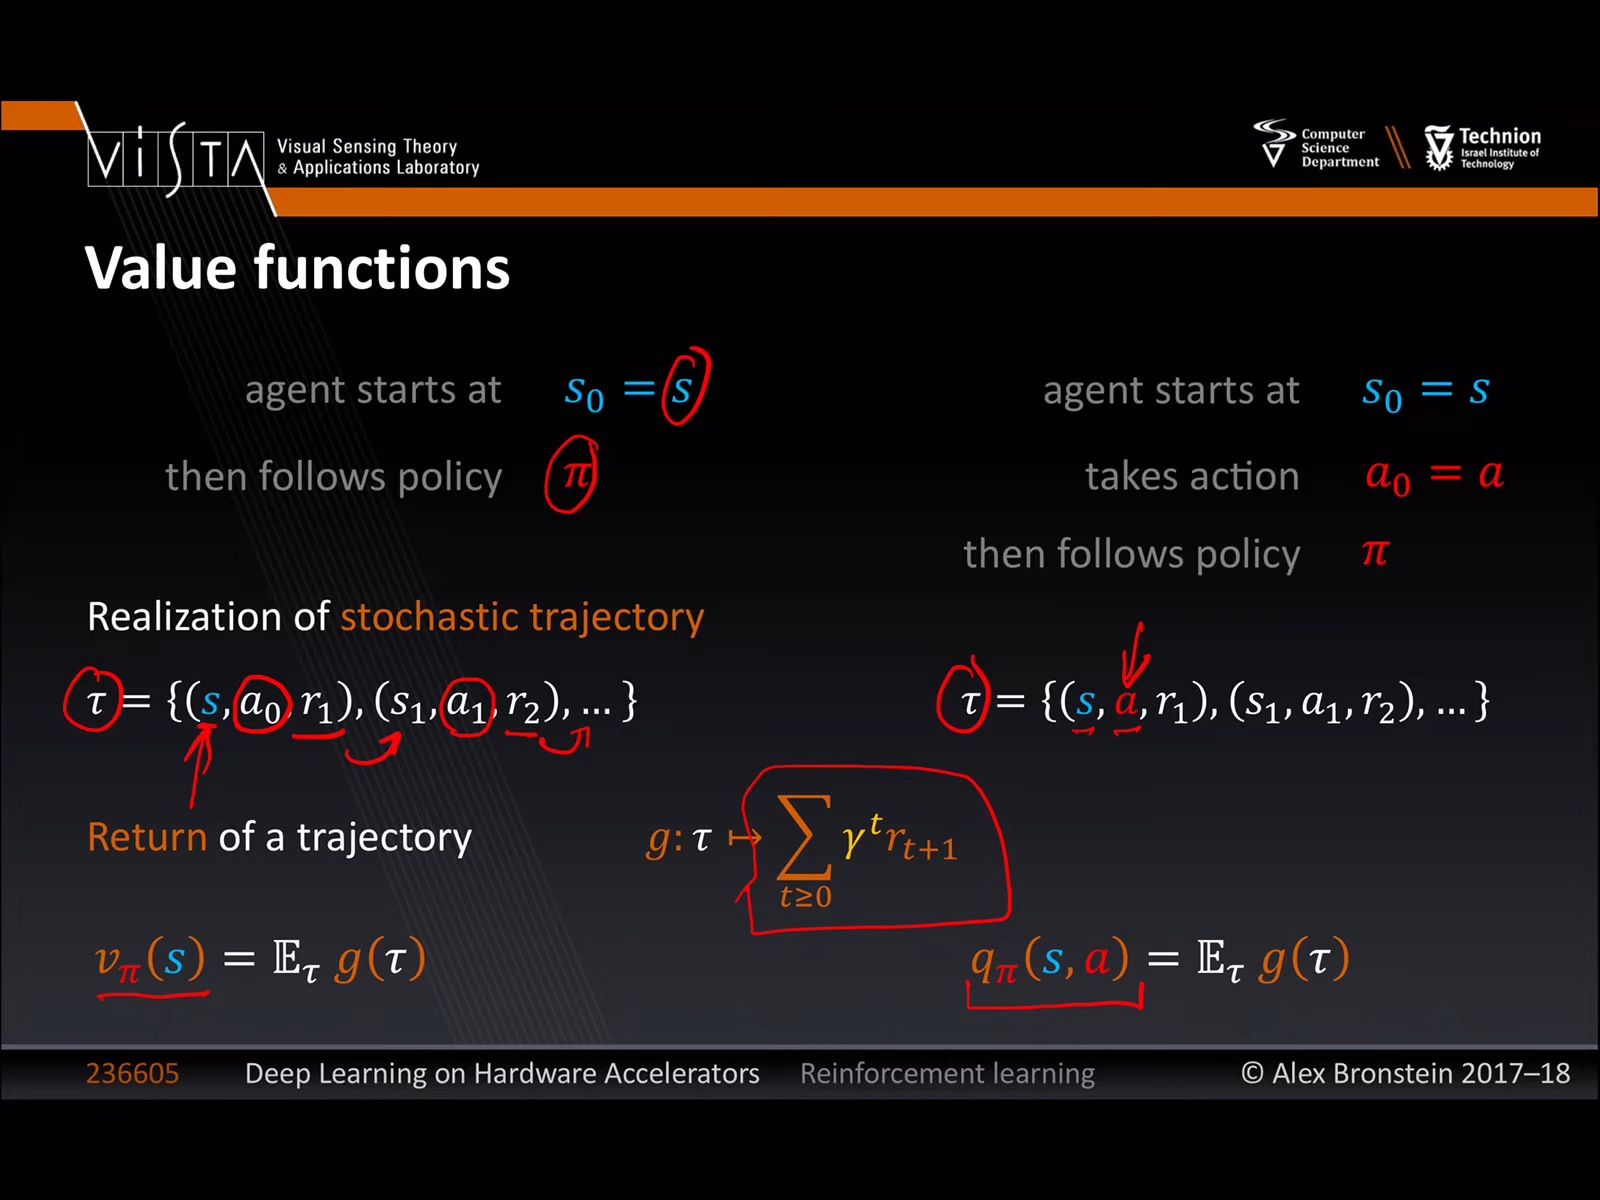 ViSTA Visual Sensing Theory & Applications Laboratory
Computer Science Department
Technion Israel Institute of Technology
Value functions
agent starts at s₀ = s
then follows policy π
agent starts at s₀ = s
takes action a₀ = a
then follows policy π
Realization of stochastic trajectory
τ = {(s, a₀, r₁), (s₁, a₁, r₂), … }
τ = {(s, a, r₁), (s₁, a₁, r₂), … }
Return of a trajectory g: τ ↦ ∑_{t≥0} γᵗ r_{t+1}
v_π(s) = 𝔼_τ g(τ)
q_π(s, a) = 𝔼_τ g(τ)
236605 Deep Learning on Hardware Accelerators Reinforcement learning © Alex Bronstein 2017–18